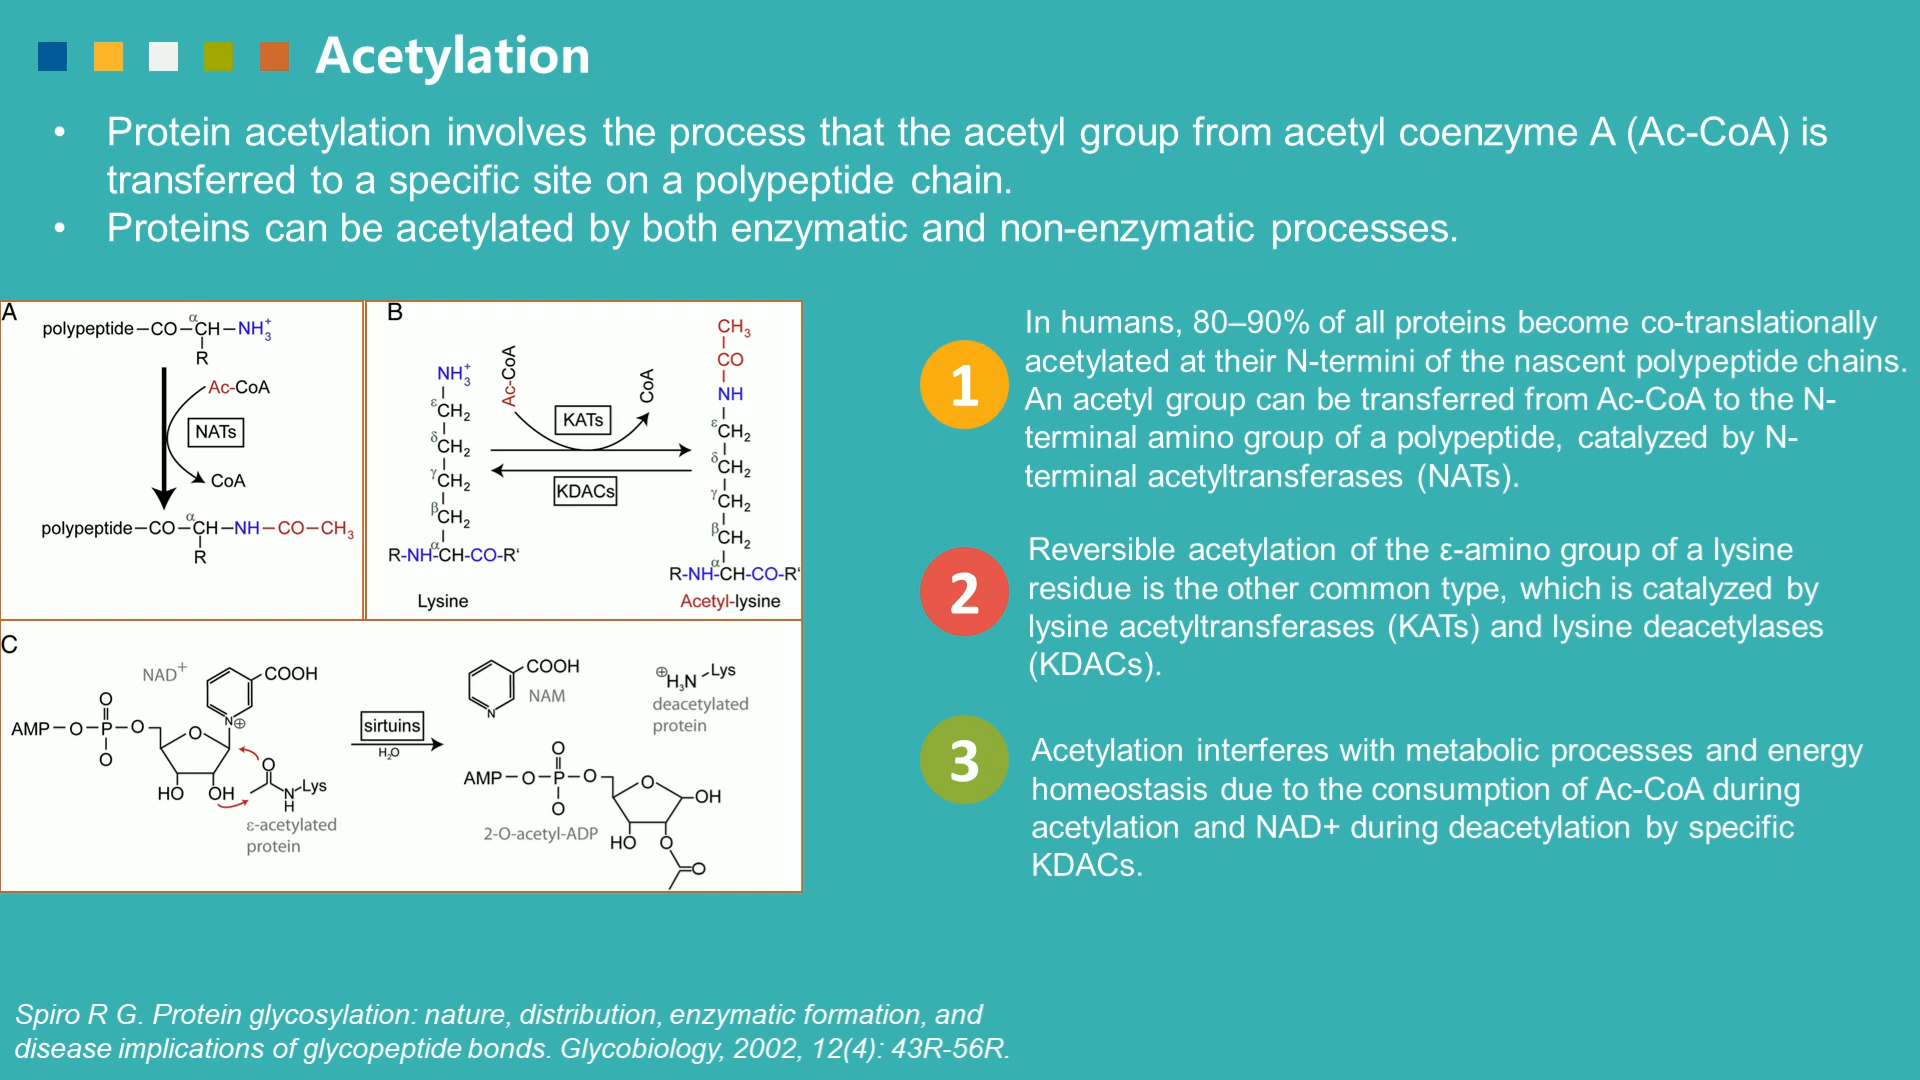 Acetylation
• Protein acetylation involves the process that the acetyl group from acetyl coenzyme A (Ac-CoA) is
transferred to a specific site on a polypeptide chain.
• Proteins can be acetylated by both enzymatic and non-enzymatic processes.
A
polypeptide–CO–CH–NH3+
α
R
Ac-CoA
NATs
CoA
polypeptide–CO–CH–NH–CO–CH3
α
R
B
NH3+
εCH2
δCH2
γCH2
βCH2
α
R-NH-CH-CO-R'
Lysine
Ac-CoA
KATs
CoA
KDACs
CH3
CO
NH
εCH2
δCH2
γCH2
βCH2
α
R-NH-CH-CO-R'
Acetyl-lysine
C
NAD+
COOH
N⊕
O
AMP–O–P–O
O
O
HO
OH
O
N
H
Lys
ε-acetylated
protein
sirtuins
H2O
COOH
N
NAM
⊕H3N–Lys
deacetylated
protein
O
AMP–O–P–O
O
O
OH
HO
O
O
2-O-acetyl-ADP
1
In humans, 80–90% of all proteins become co-translationally
acetylated at their N-termini of the nascent polypeptide chains.
An acetyl group can be transferred from Ac-CoA to the N-
terminal amino group of a polypeptide, catalyzed by N-
terminal acetyltransferases (NATs).
2
Reversible acetylation of the ε-amino group of a lysine
residue is the other common type, which is catalyzed by
lysine acetyltransferases (KATs) and lysine deacetylases
(KDACs).
3
Acetylation interferes with metabolic processes and energy
homeostasis due to the consumption of Ac-CoA during
acetylation and NAD+ during deacetylation by specific
KDACs.
Spiro R G. Protein glycosylation: nature, distribution, enzymatic formation, and
disease implications of glycopeptide bonds. Glycobiology, 2002, 12(4): 43R-56R.